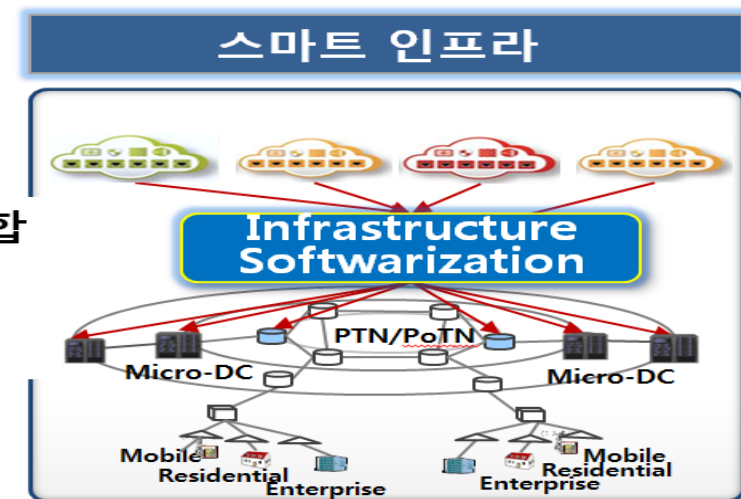 스마트 인프라
합
Infrastructure
Softwarization
PTN/PoTN
Micro-DC
Micro-DC
Mobile
Residential
Enterprise
Mobile
Residential
Enterprise